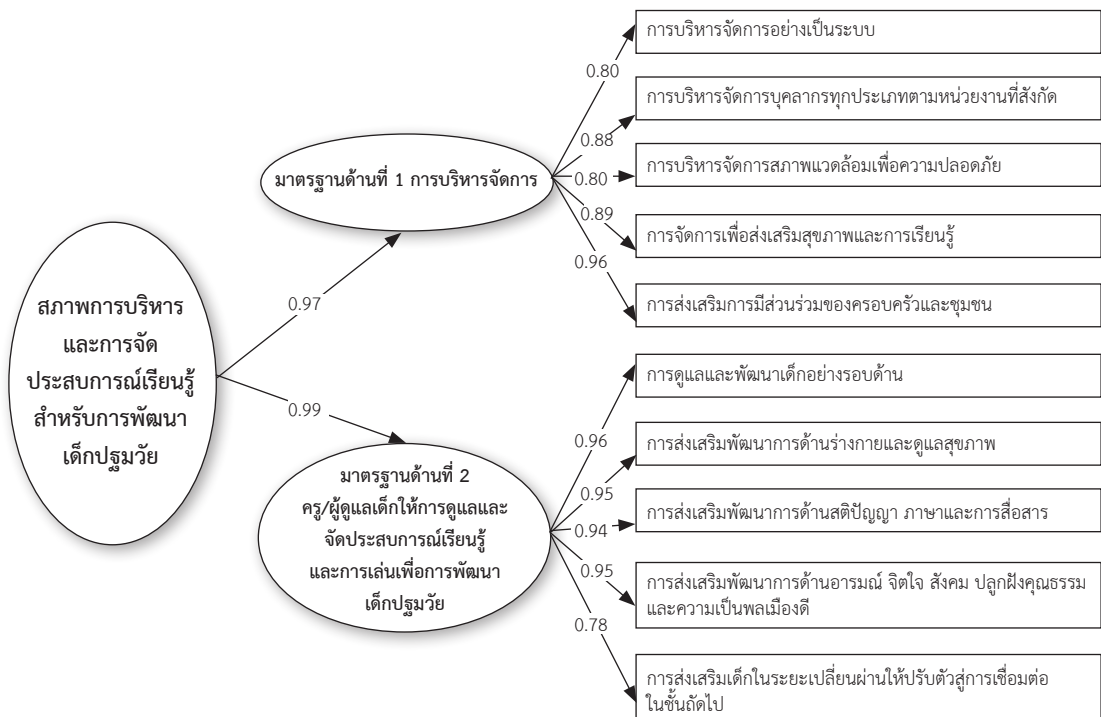 สภาพการบริหาร
และการจัด
ประสบการณ์เรียนรู้
สำหรับการพัฒนา
เด็กปฐมวัย
0.97
0.99
มาตรฐานด้านที่ 1 การบริหารจัดการ
0.80
0.88
0.80
0.89
0.96
การบริหารจัดการอย่างเป็นระบบ
การบริหารจัดการบุคลากรทุกประเภทตามหน่วยงานที่สังกัด
การบริหารจัดการสภาพแวดล้อมเพื่อความปลอดภัย
การจัดการเพื่อส่งเสริมสุขภาพและการเรียนรู้
การส่งเสริมการมีส่วนร่วมของครอบครัวและชุมชน
มาตรฐานด้านที่ 2
ครู/ผู้ดูแลเด็กให้การดูแลและ
จัดประสบการณ์เรียนรู้
และการเล่นเพื่อการพัฒนา
เด็กปฐมวัย
0.96
0.95
0.94
0.95
0.78
การดูแลและพัฒนาเด็กอย่างรอบด้าน
การส่งเสริมพัฒนาการด้านร่างกายและดูแลสุขภาพ
การส่งเสริมพัฒนาการด้านสติปัญญา ภาษาและการสื่อสาร
การส่งเสริมพัฒนาการด้านอารมณ์ จิตใจ สังคม ปลูกฝังคุณธรรม
และความเป็นพลเมืองดี
การส่งเสริมเด็กในระยะเปลี่ยนผ่านให้ปรับตัวสู่การเชื่อมต่อ
ในชั้นถัดไป